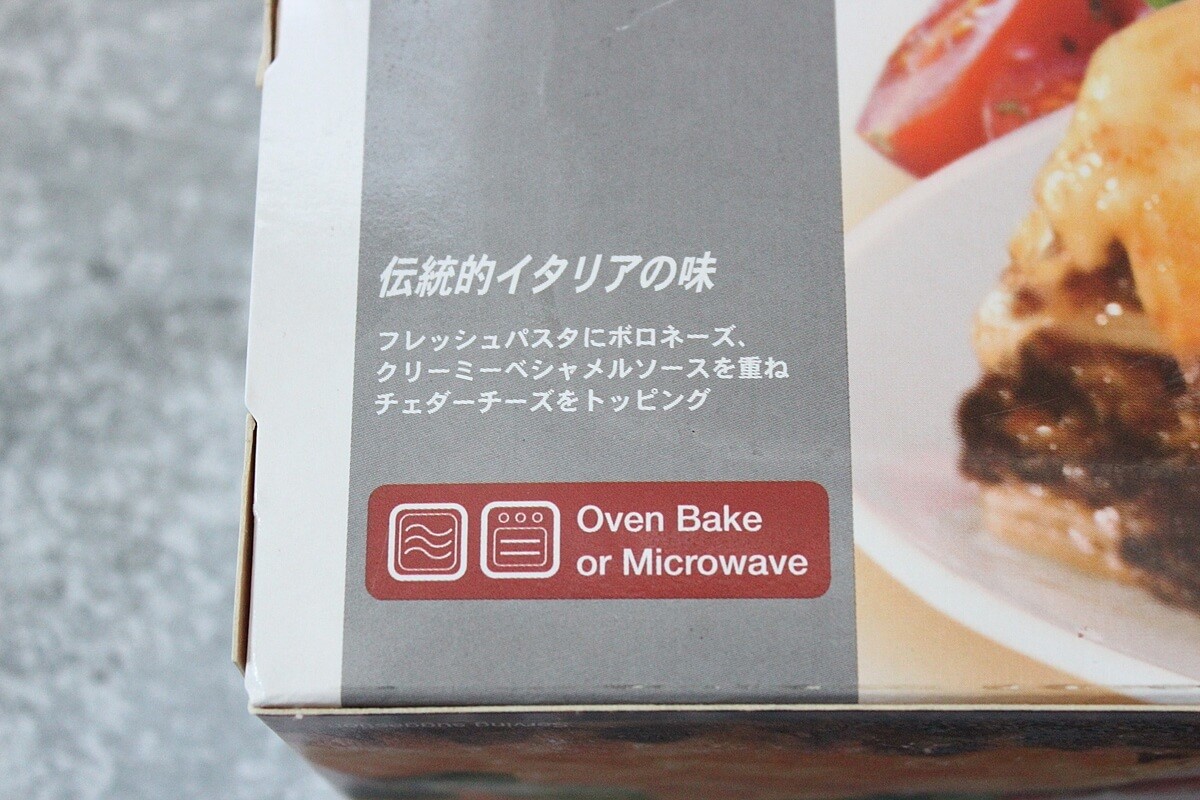 伝統的イタリアの味
フレッシュパスタにボロネーズ、
クリーミーベシャメルソースを重ね
チェダーチーズをトッピング
Oven Bake
or Microwave